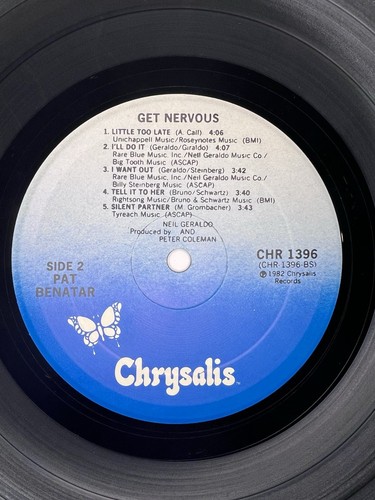 GET NERVOUS
1. LITTLE TOO LATE (A. Call) 4:06
Unichappell Music/Roseynotes Music (BMI)
2. I'LL DO IT (Geraldo/Giraldo) 4:07
Rare Blue Music, Inc./Neil Geraldo Music Co./
Big Tooth Music (ASCAP)
3. I WANT OUT (Geraldo/Steinberg) 3:42
Rare Blue Music, Inc./Neil Geraldo Music Co./
Billy Steinberg Music (ASCAP)
4. TELL IT TO HER (Bruno/Schwartz) 3:40
Rightsong Music/Bruno & Schwartz Music (BMI)
5. SILENT PARTNER (M. Grombacher) 3:43
Tyreach Music (ASCAP)
NEIL GERALDO
Produced by AND
PETER COLEMAN
SIDE 2
PAT
BENATAR
CHR 1396
(CHR-1396-BS)
℗1982 Chrysalis
Records
Chrysalis